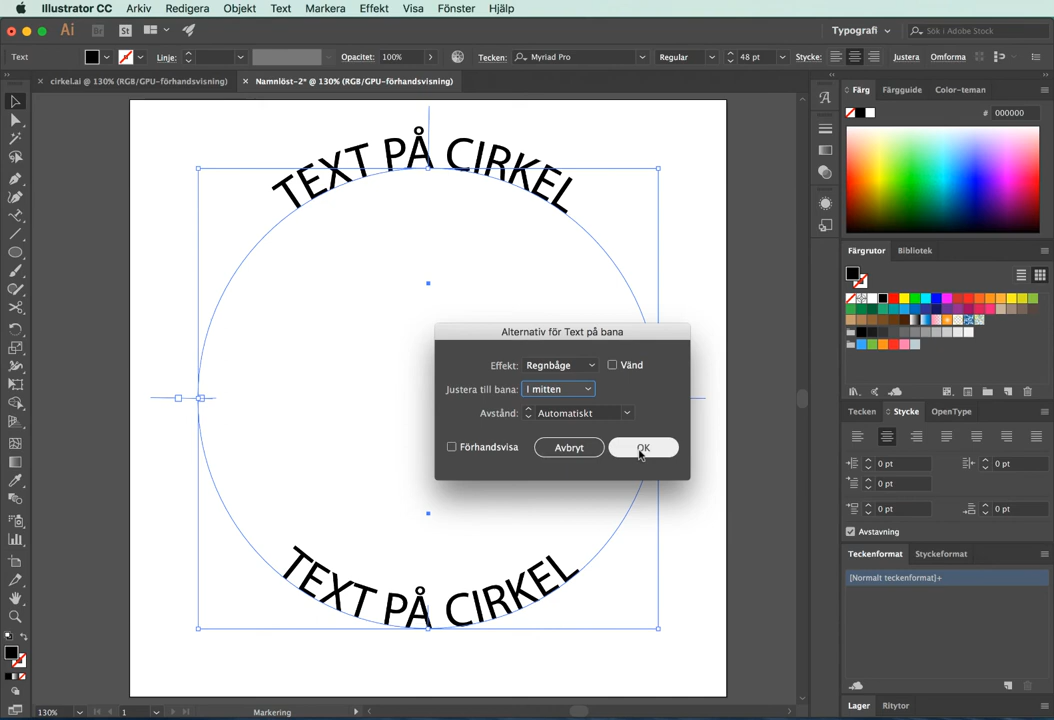 Illustrator CC Arkiv Redigera Objekt Text Markera Effekt Visa Fönster Hjälp
Ai Br St Typografi Sök i Adobe Stock
Text Linje: Opacitet: 100% Tecken: Myriad Pro Regular 48 pt Stycke: Justera Omforma
× cirkel.ai @ 130% (RGB/GPU-förhandsvisning) × Namnlöst-2* @ 130% (RGB/GPU-förhandsvisning)
Färg Färgguide Color-teman
# 000000
TEXT PÅ CIRKEL
Färgrutor Bibliotek
Alternativ för Text på bana
Effekt: Regnbåge Vänd
Justera till bana: I mitten
Avstånd: Automatiskt
Förhandsvisa Avbryt OK
Tecken Stycke OpenType
0 pt 0 pt
0 pt
0 pt 0 pt
Avstavning
Teckenformat Styckeformat
[Normalt teckenformat]+
TEXT PÅ CIRKEL
Lager Ritytor
130% 1 Markering